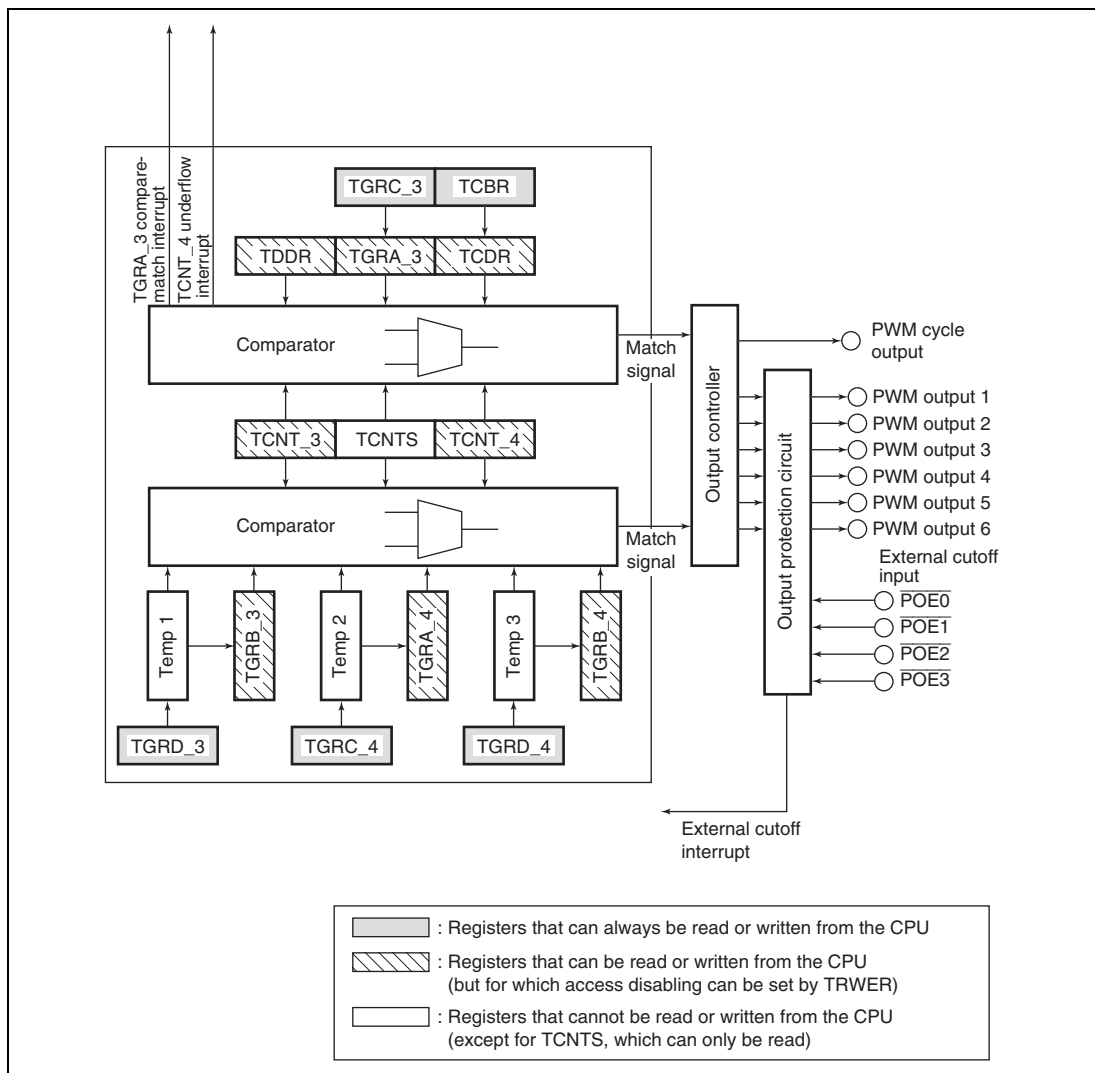 TGRA_3 compare-
match interrupt
TCNT_4 underflow
interrupt
TGRC_3
TCBR
TDDR
TGRA_3
TCDR
Comparator
Match
signal
TCNT_3
TCNTS
TCNT_4
Comparator
Match
signal
Temp 1
TGRB_3
Temp 2
TGRA_4
Temp 3
TGRB_4
TGRD_3
TGRC_4
TGRD_4
Output controller
Output protection circuit
PWM cycle
output
PWM output 1
PWM output 2
PWM output 3
PWM output 4
PWM output 5
PWM output 6
External cutoff
input
POE0
POE1
POE2
POE3
External cutoff
interrupt
: Registers that can always be read or written from the CPU
: Registers that can be read or written from the CPU
(but for which access disabling can be set by TRWER)
: Registers that cannot be read or written from the CPU
(except for TCNTS, which can only be read)